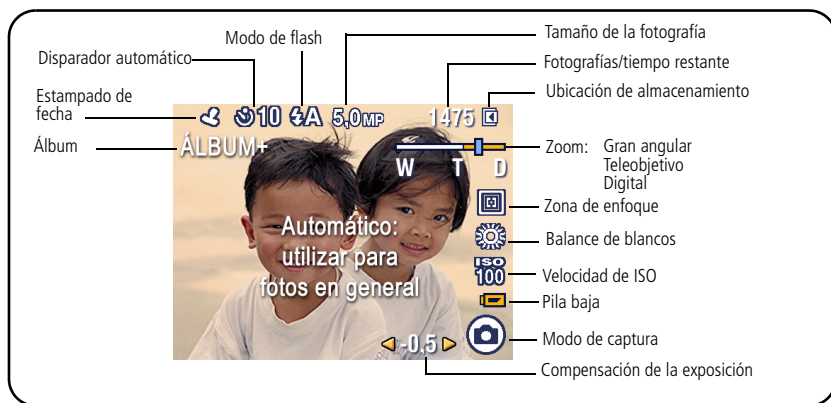 Modo de flash
Tamaño de la fotografía
Disparador automático
Fotografías/tiempo restante
Estampado de
fecha
Ubicación de almacenamiento
10 A 5,0MP 1475
Álbum
ÁLBUM+
Zoom: Gran angular
Teleobjetivo
Digital
W T D
Zona de enfoque
Automático:
utilizar para
fotos en general
Balance de blancos
ISO
100
Velocidad de ISO
Pila baja
Modo de captura
-0,5
Compensación de la exposición